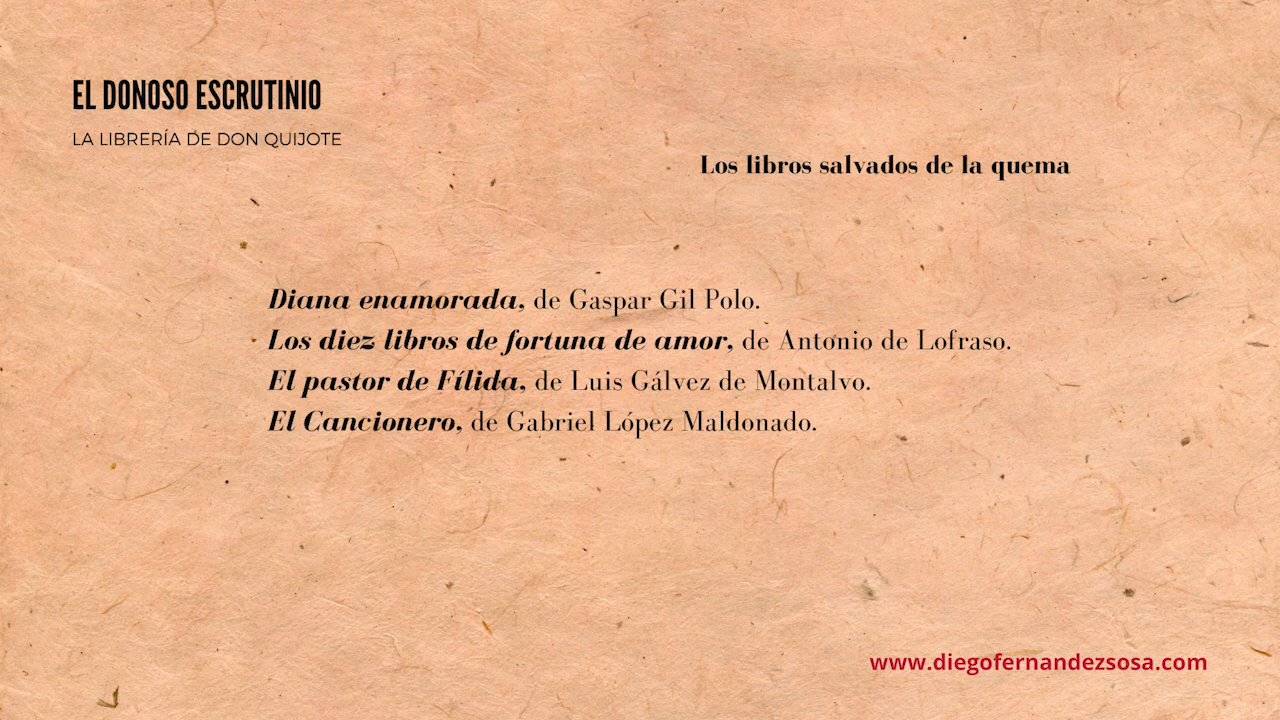 EL DONOSO ESCRUTINIO
LA LIBRERÍA DE DON QUIJOTE
Los libros salvados de la quema
Diana enamorada, de Gaspar Gil Polo.
Los diez libros de fortuna de amor, de Antonio de Lofraso.
El pastor de Fílida, de Luis Gálvez de Montalvo.
El Cancionero, de Gabriel López Maldonado.
www.diegofernandezsosa.com